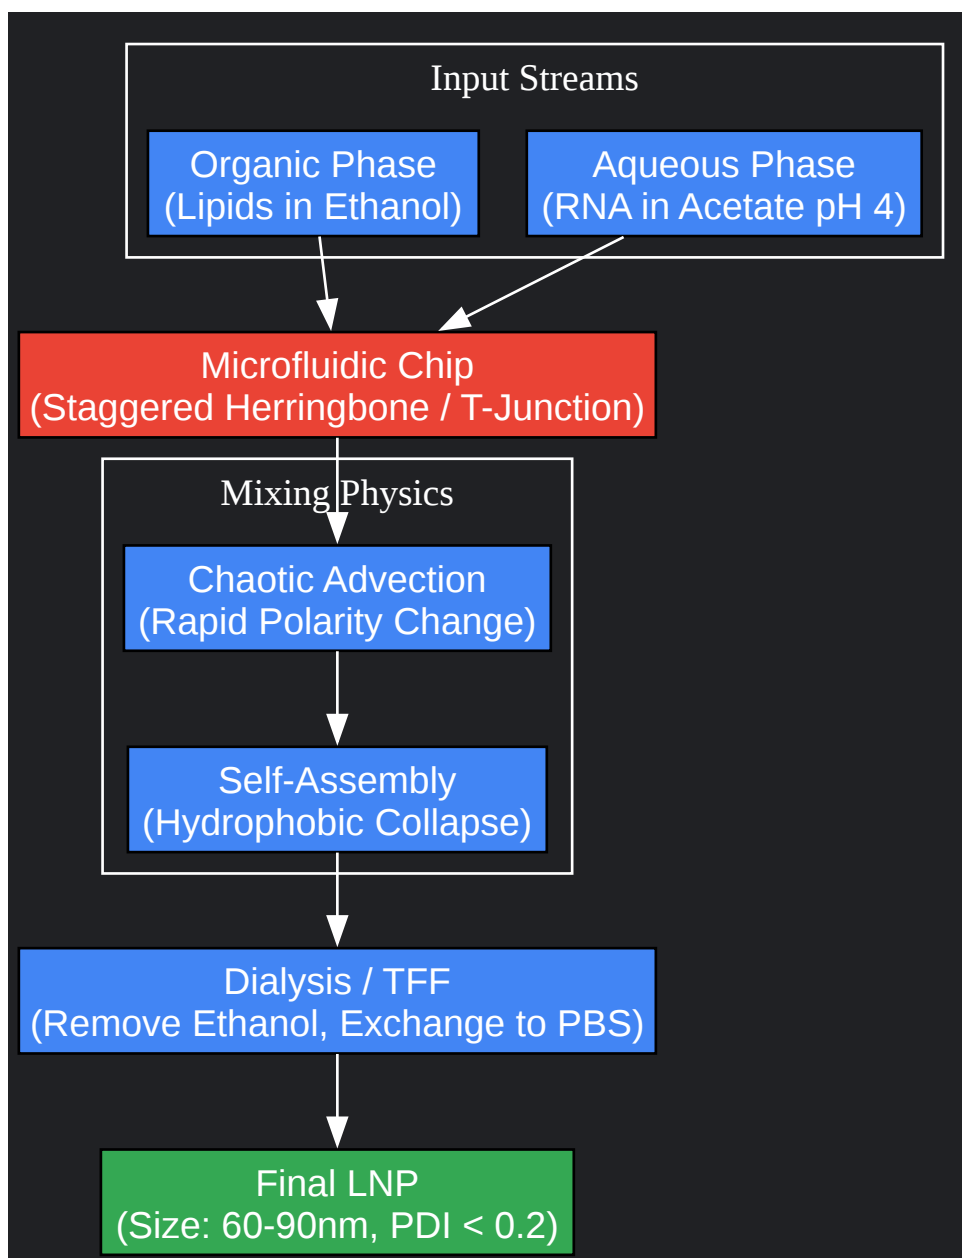 Input Streams
Organic Phase
(Lipids in Ethanol)
Aqueous Phase
(RNA in Acetate pH 4)
Microfluidic Chip
(Staggered Herringbone / T-Junction)
Mixing Physics
Chaotic Advection
(Rapid Polarity Change)
Self-Assembly
(Hydrophobic Collapse)
Dialysis / TFF
(Remove Ethanol, Exchange to PBS)
Final LNP
(Size: 60-90nm, PDI < 0.2)